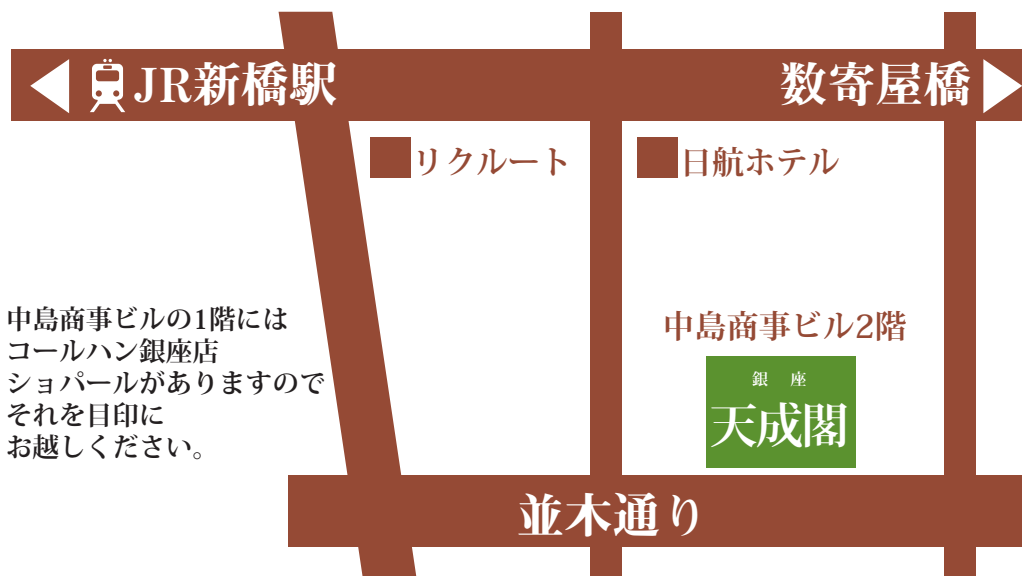 JR新橋駅
数寄屋橋
リクルート
日航ホテル
中島商事ビルの1階には
コールハン銀座店
ショパールがありますので
それを目印に
お越しください。
中島商事ビル2階
銀座
天成閣
並木通り